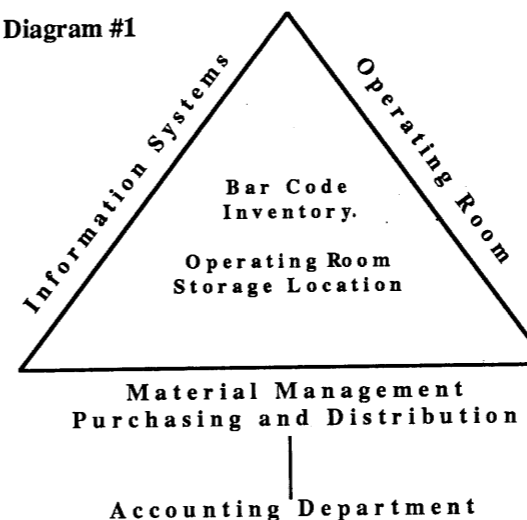 Diagram #1
Information Systems
Operating Room
Bar Code
Inventory.
Operating Room
Storage Location
Material Management
Purchasing and Distribution
Accounting Department